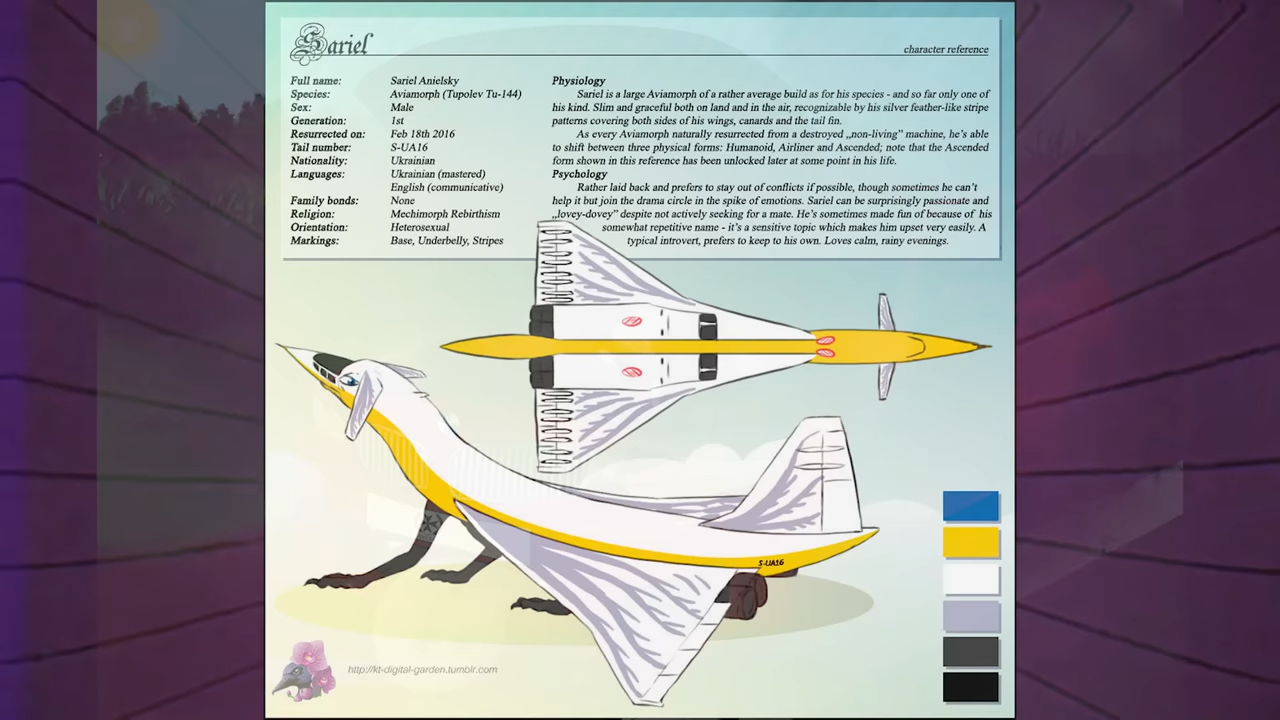 Sariel
character reference
Full name: Sariel Anielsky
Species: Aviamorph (Tupolev Tu-144)
Sex: Male
Generation: 1st
Resurrected on: Feb 18th 2016
Tail number: S-UA16
Nationality: Ukrainian
Languages: Ukrainian (mastered)
English (communicative)
Family bonds: None
Religion: Mechimorph Rebirthism
Orientation: Heterosexual
Markings: Base, Underbelly, Stripes
Physiology
Sariel is a large Aviamorph of a rather average build as for his species - and so far only one of
his kind. Slim and graceful both on land and in the air, recognizable by his silver feather-like stripe
patterns covering both sides of his wings, canards and the tail fin.
As every Aviamorph naturally resurrected from a destroyed „non-living” machine, he's able
to shift between three physical forms: Humanoid, Airliner and Ascended; note that the Ascended
form shown in this reference has been unlocked later at some point in his life.
Psychology
Rather laid back and prefers to stay out of conflicts if possible, though sometimes he can't
help it but join the drama circle in the spike of emotions. Sariel can be surprisingly passionate and
„lovey-dovey” despite not actively seeking for a mate. He's sometimes made fun of because of his
somewhat repetitive name - it's a sensitive topic which makes him upset very easily. A
typical introvert, prefers to keep to his own. Loves calm, rainy evenings.
S-UA16
http://kt-digital-garden.tumblr.com